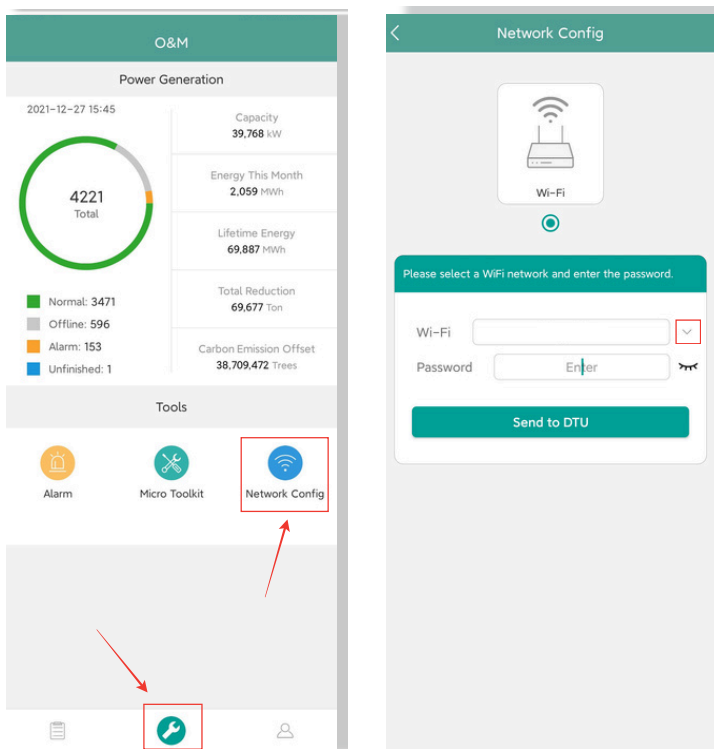 O&M
Power Generation
2021-12-27 15:45
4221
Total
Normal: 3471
Offline: 596
Alarm: 153
Unfinished: 1
Capacity
39,768 kW
Energy This Month
2,059 MWh
Lifetime Energy
69,887 MWh
Total Reduction
69,677 Ton
Carbon Emission Offset
38,709,472 Trees
Tools
Alarm
Micro Toolkit
Network Config
Network Config
Wi-Fi
Please select a WiFi network and enter the password.
Wi-Fi
Password
Enter
Send to DTU